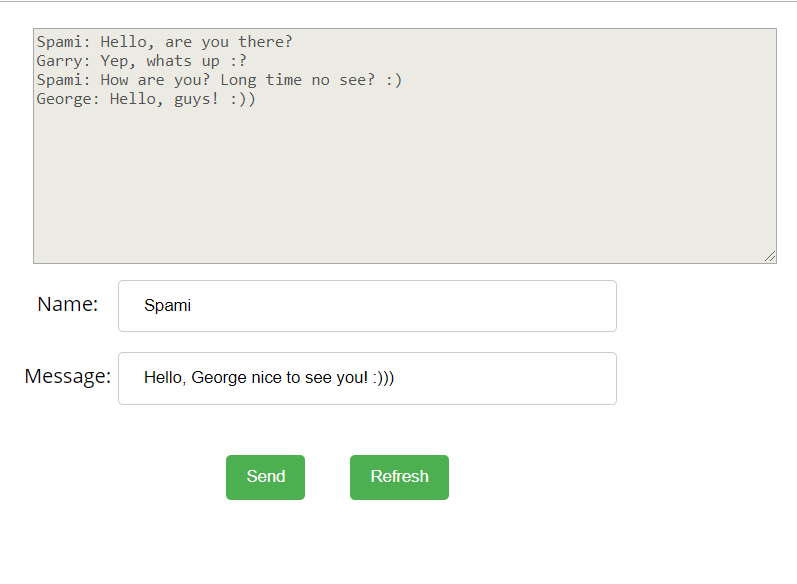 Spami: Hello, are you there?
Garry: Yep, whats up :?
Spami: How are you? Long time no see? :)
George: Hello, guys! :))
Name: Spami
Message: Hello, George nice to see you! :)))
Send Refresh